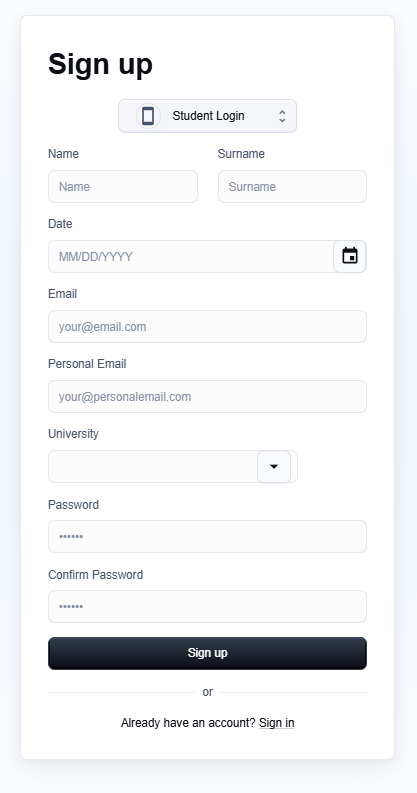 Sign up
Student Login
Name Surname
Name Surname
Date
MM/DD/YYYY
Email
your@email.com
Personal Email
your@personalemail.com
University
Password
••••••
Confirm Password
••••••
Sign up
or
Already have an account? Sign in